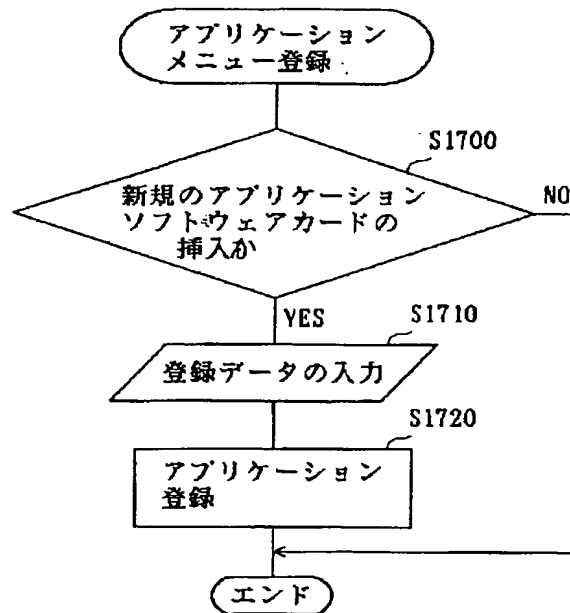 アプリケーション
メニュー登録
S1700
新規のアプリケーション
ソフトウェアカードの
挿入か
NO
YES
S1710
登録データの入力
S1720
アプリケーション
登録
エンド